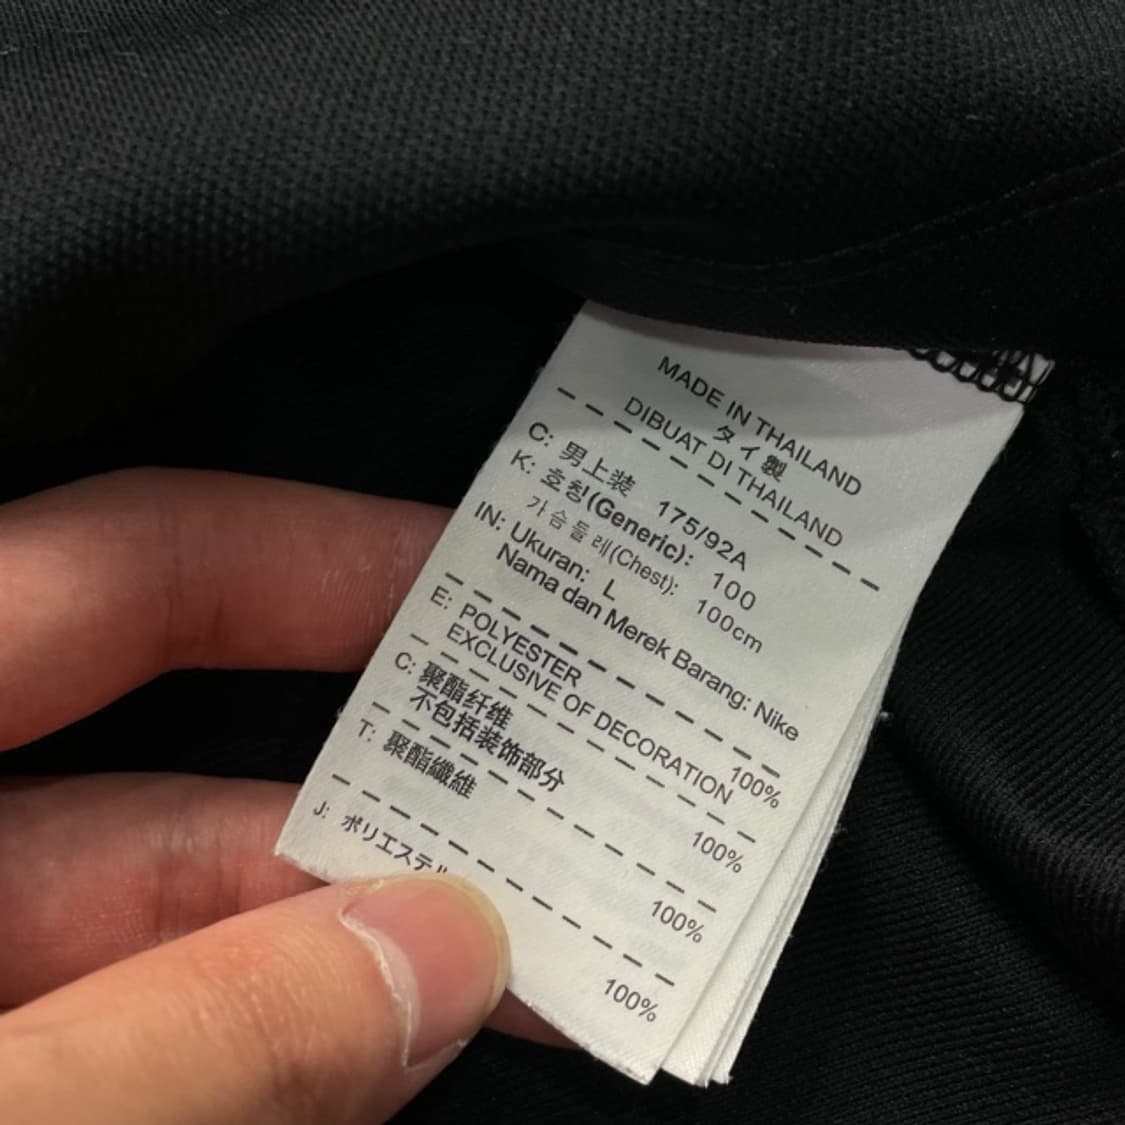 MADE IN THAILAND
タイ製
DIBUAT DI THAILAND
C: 男上装 175/92A
K: 호칭(Generic): 100
가슴둘레(Chest): 100cm
IN: Ukuran: L
Nama dan Merek Barang: Nike
E: POLYESTER 100%
EXCLUSIVE OF DECORATION
C: 聚酯纤维 100%
不包括装饰部分
T: 聚酯纖維 100%
J: ポリエステル 100%